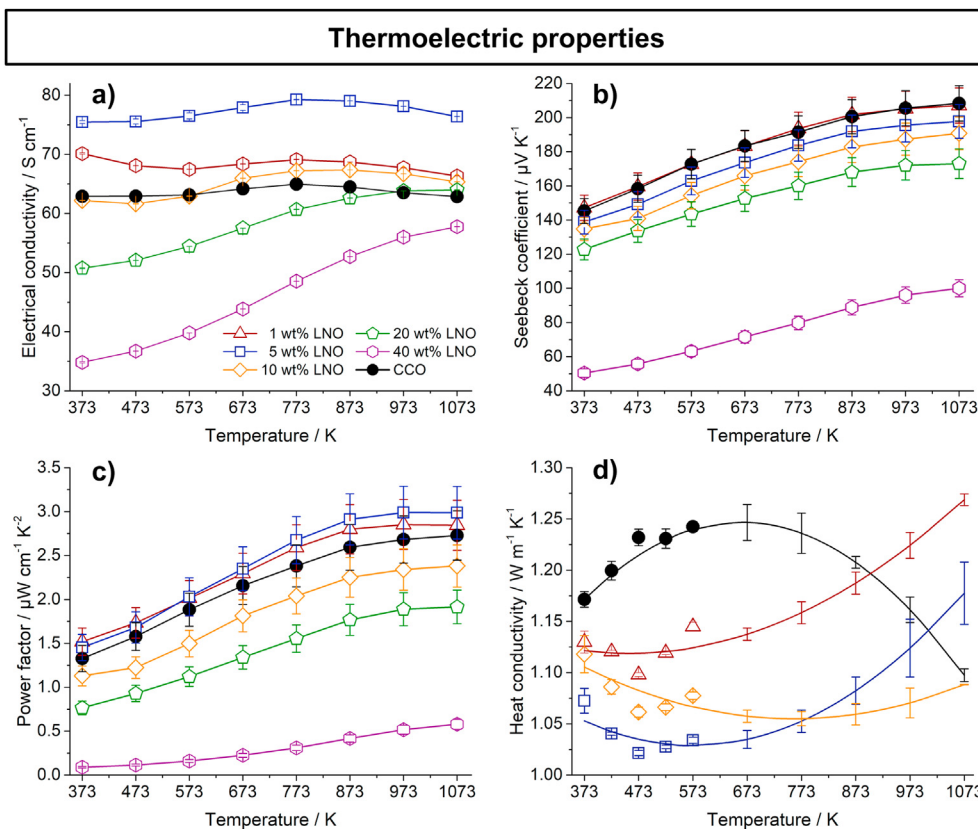 Thermoelectric properties
a)
Electrical conductivity / S cm⁻¹
80
70
60
50
40
30
1 wt% LNO
20 wt% LNO
5 wt% LNO
40 wt% LNO
10 wt% LNO
CCO
373 473 573 673 773 873 973 1073
Temperature / K
b)
Seebeck coefficient / µV K⁻¹
220
200
180
160
140
120
100
80
60
40
373 473 573 673 773 873 973 1073
Temperature / K
c)
Power factor / µW cm⁻¹ K⁻²
3.5
3.0
2.5
2.0
1.5
1.0
0.5
0.0
373 473 573 673 773 873 973 1073
Temperature / K
d)
Heat conductivity / W m⁻¹ K⁻¹
1.30
1.25
1.20
1.15
1.10
1.05
1.00
373 473 573 673 773 873 973 1073
Temperature / K